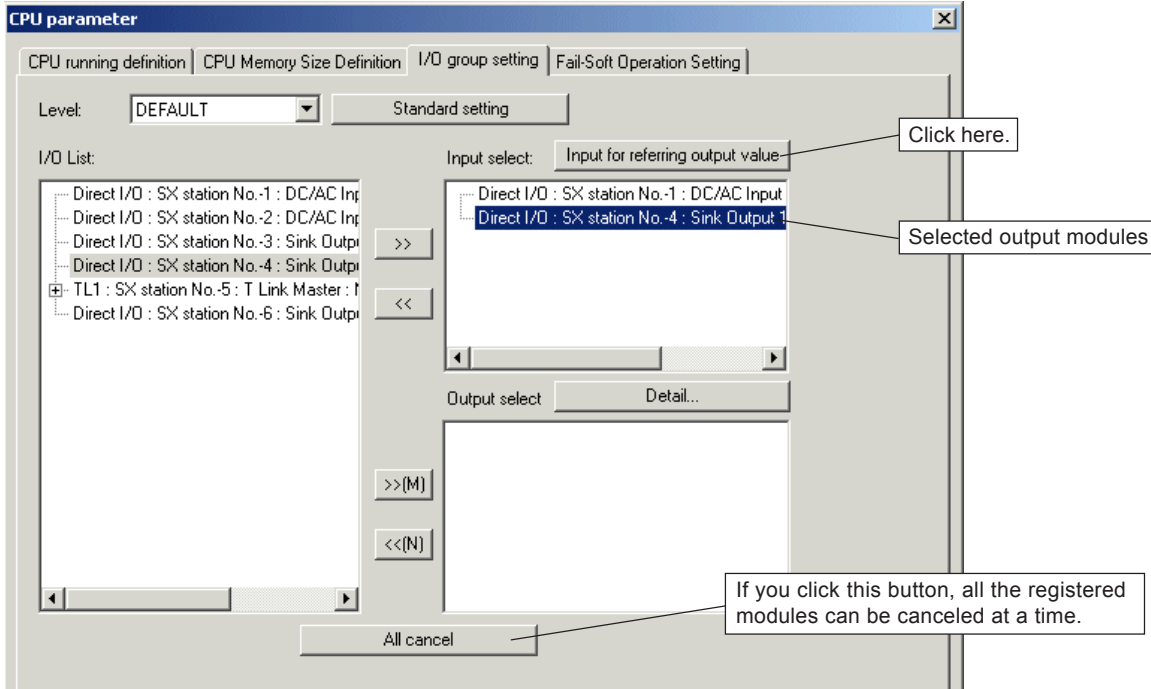 CPU parameter
CPU running definition
CPU Memory Size Definition
I/O group setting
Fail-Soft Operation Setting
Level:
DEFAULT
Standard setting
Click here.
I/O List:
Input select:
Input for referring output value
Direct I/O : SX station No.-1 : DC/AC Inp
Direct I/O : SX station No.-2 : DC/AC Inp
Direct I/O : SX station No.-3 : Sink Outp
Direct I/O : SX station No.-4 : Sink Outp
TL1 : SX station No.-5 : T Link Master :
Direct I/O : SX station No.-6 : Sink Outp
>>
<<
Direct I/O : SX station No.-1 : DC/AC Input
Direct I/O : SX station No.-4 : Sink Output 1
Selected output modules
Output select
Detail...
>>(M)
<<(N)
If you click this button, all the registered
modules can be canceled at a time.
All cancel